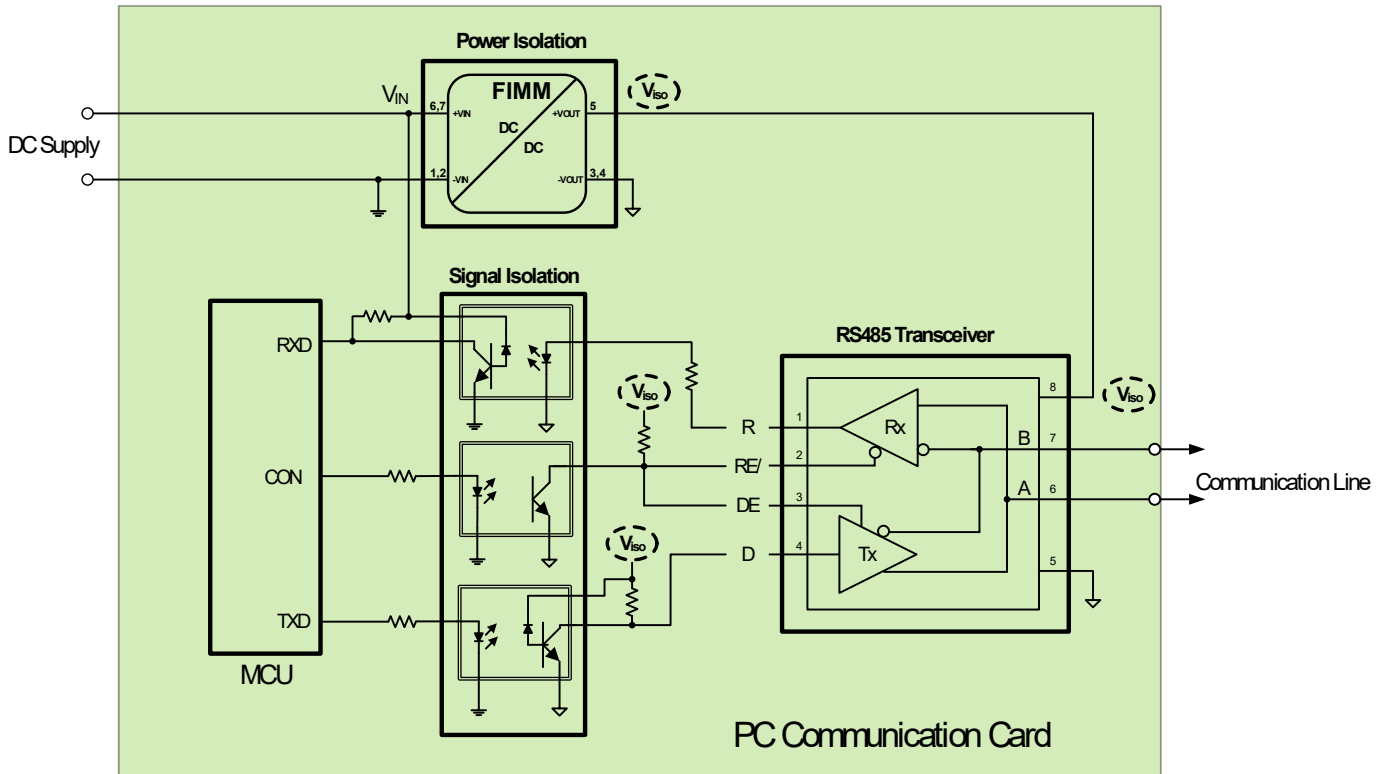 Power Isolation
FIMM
Viso
VIN
6,7
+VIN
+VOUT
5
DC
DC
DC Supply
1,2
-VIN
-VOUT
3,4
Signal Isolation
RXD
RS485 Transceiver
Viso
8
Viso
1
R
Rx
B
7
2
RE/
CON
Communication Line
A
6
3
DE
Viso
4
D
Tx
5
TXD
MCU
PC Communication Card